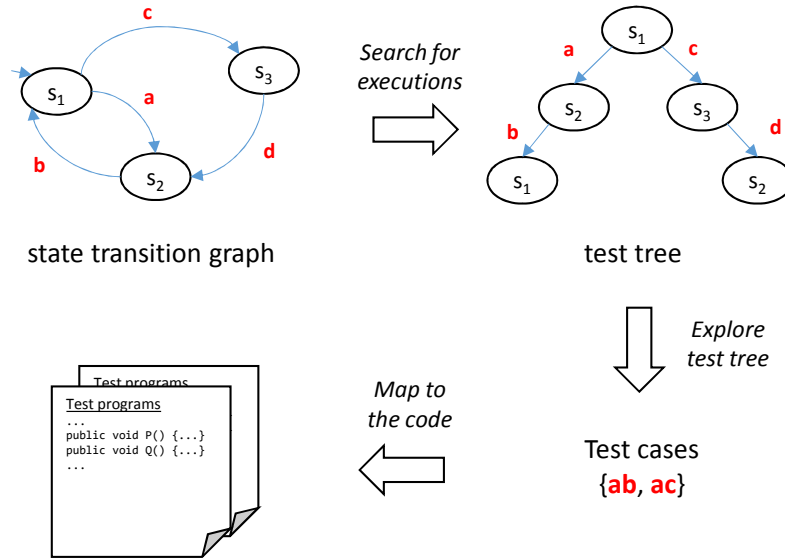 c
s1
a
s3
b
d
s2
state transition graph
Search for
executions
s1
a
c
s2
s3
b
d
s1
s2
test tree
Explore
test tree
Test cases
{ab, ac}
Map to
the code
Test programs
Test programs
...
public void P() {...}
public void Q() {...}
...